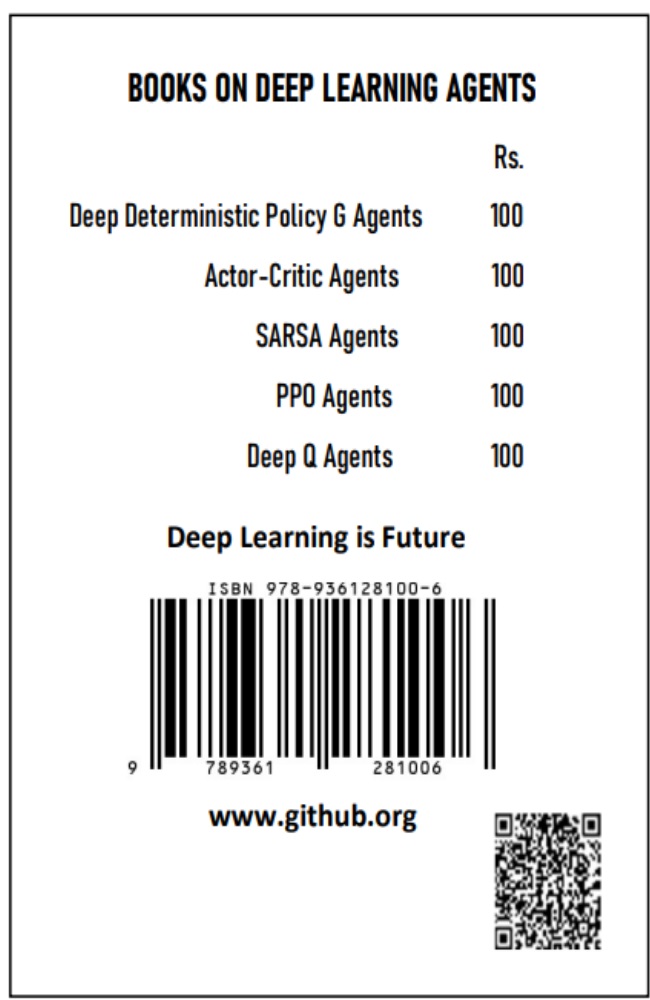 BOOKS ON DEEP LEARNING AGENTS
Rs.
Deep Deterministic Policy G Agents 100
Actor-Critic Agents 100
SARSA Agents 100
PPO Agents 100
Deep Q Agents 100
Deep Learning is Future
ISBN 978-936128100-6
9 789361 281006
www.github.org